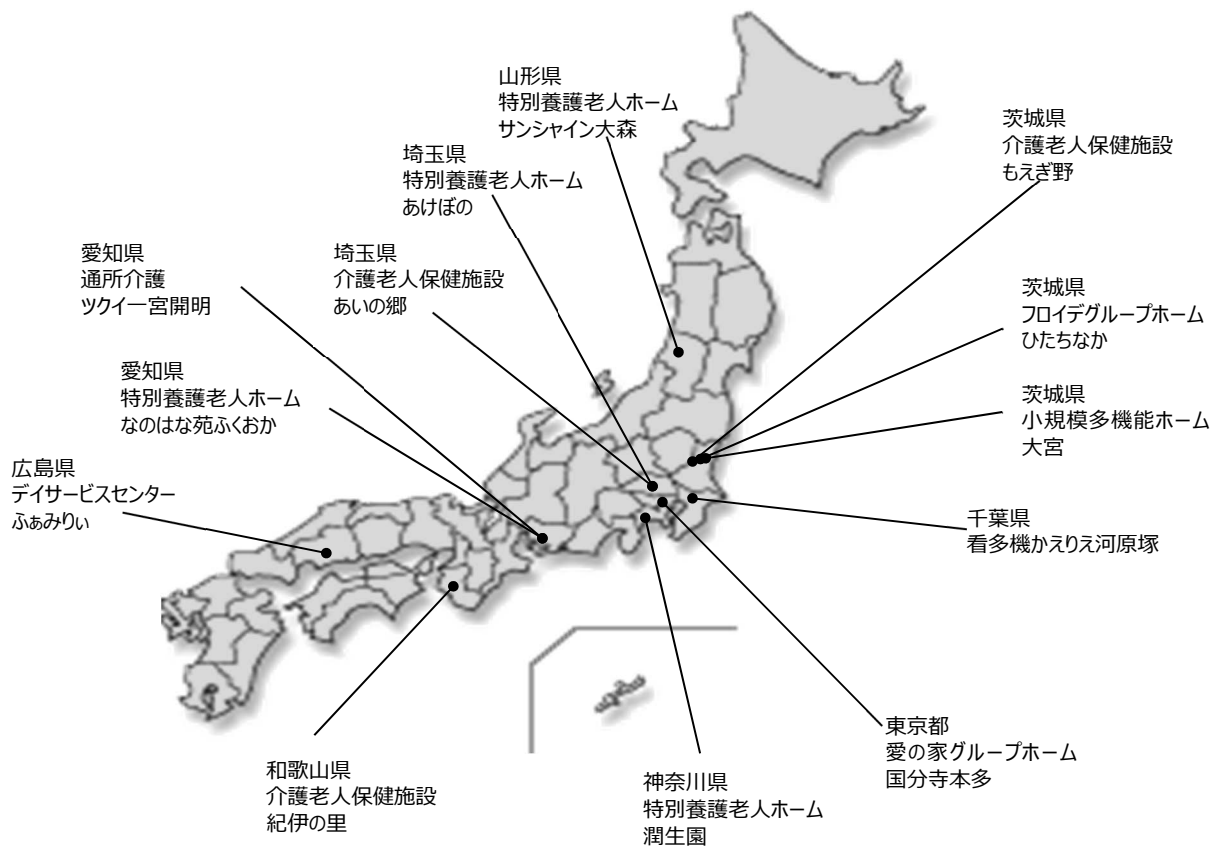 山形県
特別養護老人ホーム
サンシャイン大森
埼玉県
特別養護老人ホーム
あけぼの
茨城県
介護老人保健施設
もえぎ野
愛知県
通所介護
ツクイ一宮開明
埼玉県
介護老人保健施設
あいの郷
茨城県
フロイデグループホーム
ひたちなか
愛知県
特別養護老人ホーム
なのはな苑ふくおか
茨城県
小規模多機能ホーム
大宮
広島県
デイサービスセンター
ふぁみりぃ
千葉県
看多機かえりえ河原塚
東京都
愛の家グループホーム
国分寺本多
和歌山県
介護老人保健施設
紀伊の里
神奈川県
特別養護老人ホーム
潤生園